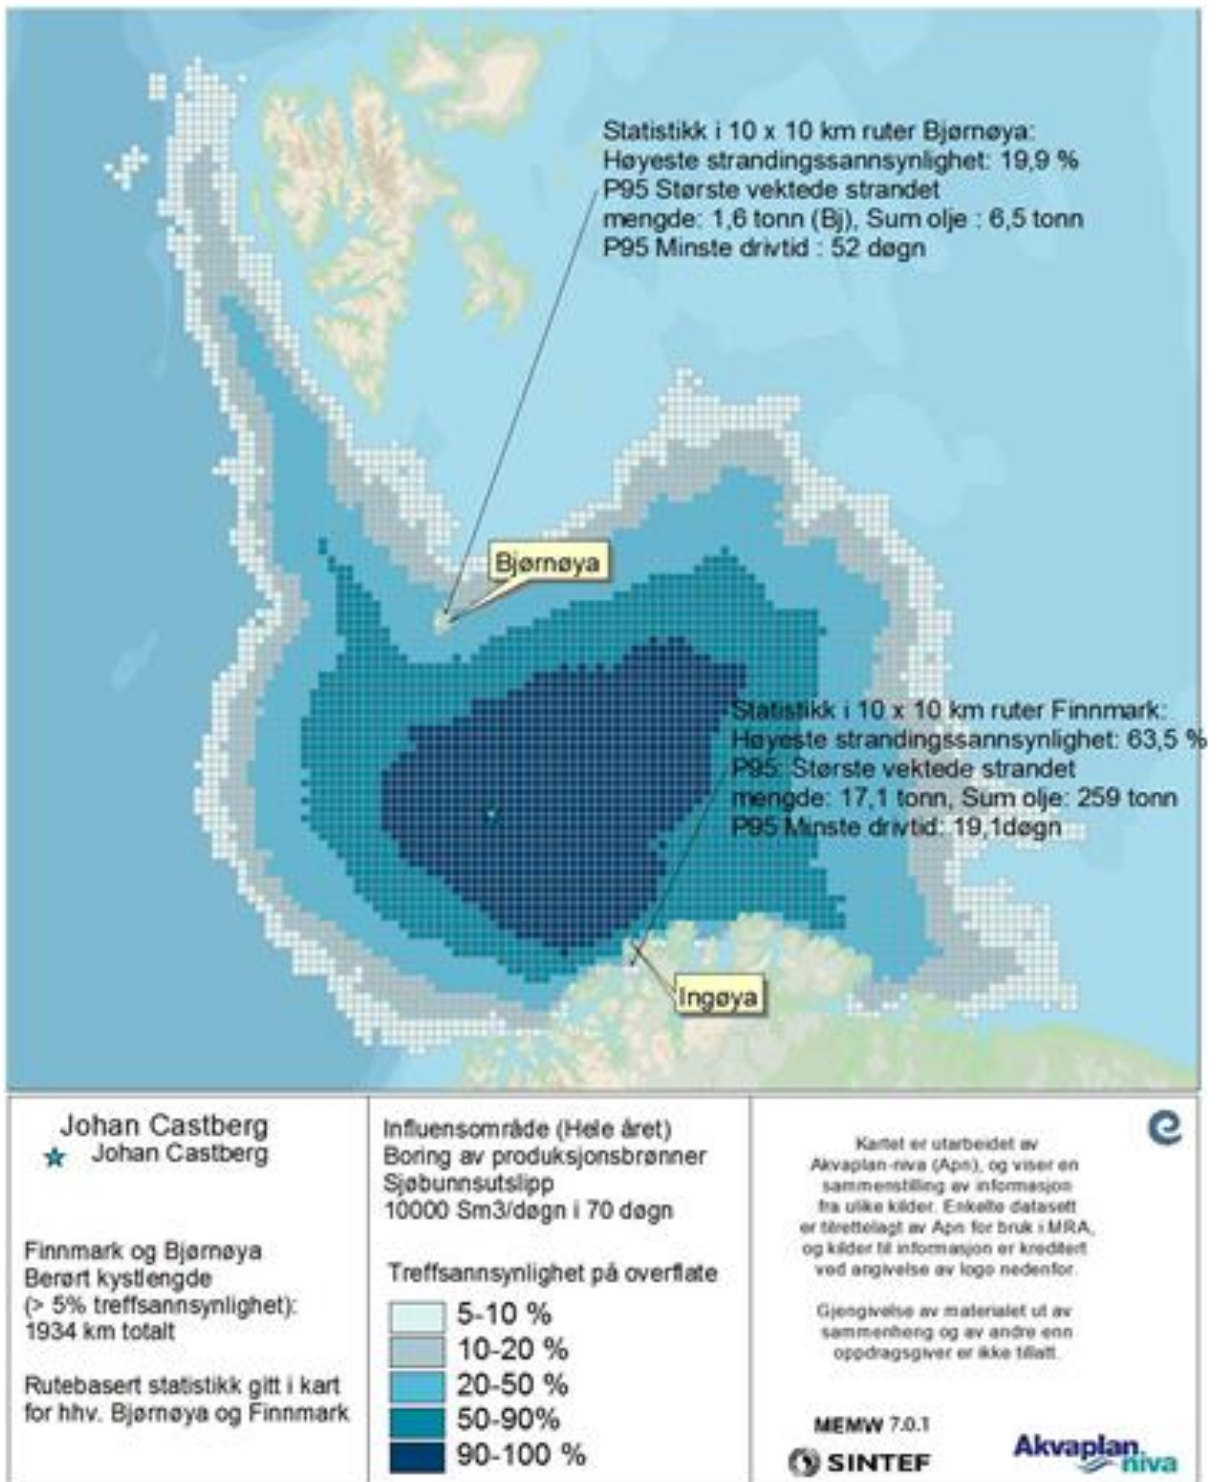 Statistikk i 10 x 10 km ruter Bjørnøya:
Høyeste strandingssannsynlighet: 19,9 %
P95 Største vektede strandet
mengde: 1,6 tonn (Bj), Sum olje : 6,5 tonn
P95 Minste drivtid : 52 døgn
Bjørnøya
Statistikk i 10 x 10 km ruter Finnmark:
Høyeste strandingssannsynlighet: 63,5 %
P95: Største vektede strandet
mengde: 17,1 tonn, Sum olje: 259 tonn
P95 Minste drivtid: 19,1døgn
Ingøya
Johan Castberg
Johan Castberg
Finnmark og Bjørnøya
Berørt kystlengde
(> 5% treffsannsynlighet):
1934 km totalt
Rutebasert statistikk gitt i kart
for hhv. Bjørnøya og Finnmark
Influensområde (Hele året)
Boring av produksjonsbrønner
Sjøbunnsutslipp
10000 Sm3/døgn i 70 døgn
Treffsannsynlighet på overflate
5-10 %
10-20 %
20-50 %
50-90%
90-100 %
Kartet er utarbeidet av
Akvaplan-niva (Apn), og viser en
sammenstilling av informasjon
fra ulike kilder. Enkelte datasett
er tilrettelagt av Apn for bruk i MRA,
og kilder til informasjon er kreditert
ved angivelse av logo nedenfor.
Gjengivelse av materialet ut av
sammenheng og av andre enn
oppdragsgiver er ikke tillatt.
MEMW 7.0.1
SINTEF
Akvaplan
niva